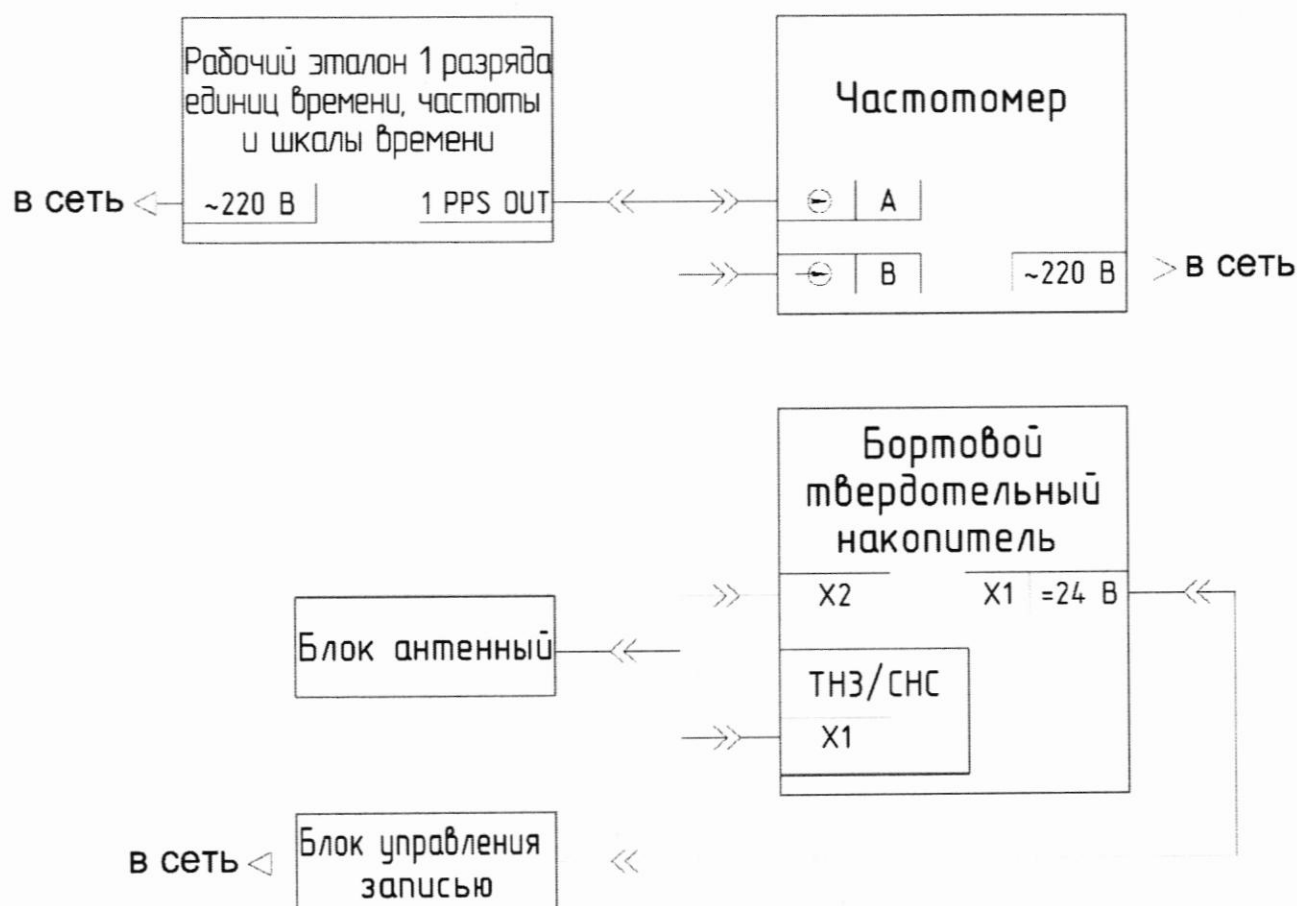 Рабочий эталон 1 разряда
единиц времени, частоты
и шкалы времени
в сеть
~220 В
1 PPS OUT
Частотомер
А
В
~220 В
в сеть
Бортовой
твердотельный
накопитель
Х2
Х1
=24 В
Блок антенный
ТНЗ/СНС
Х1
в сеть
Блок управления
записью